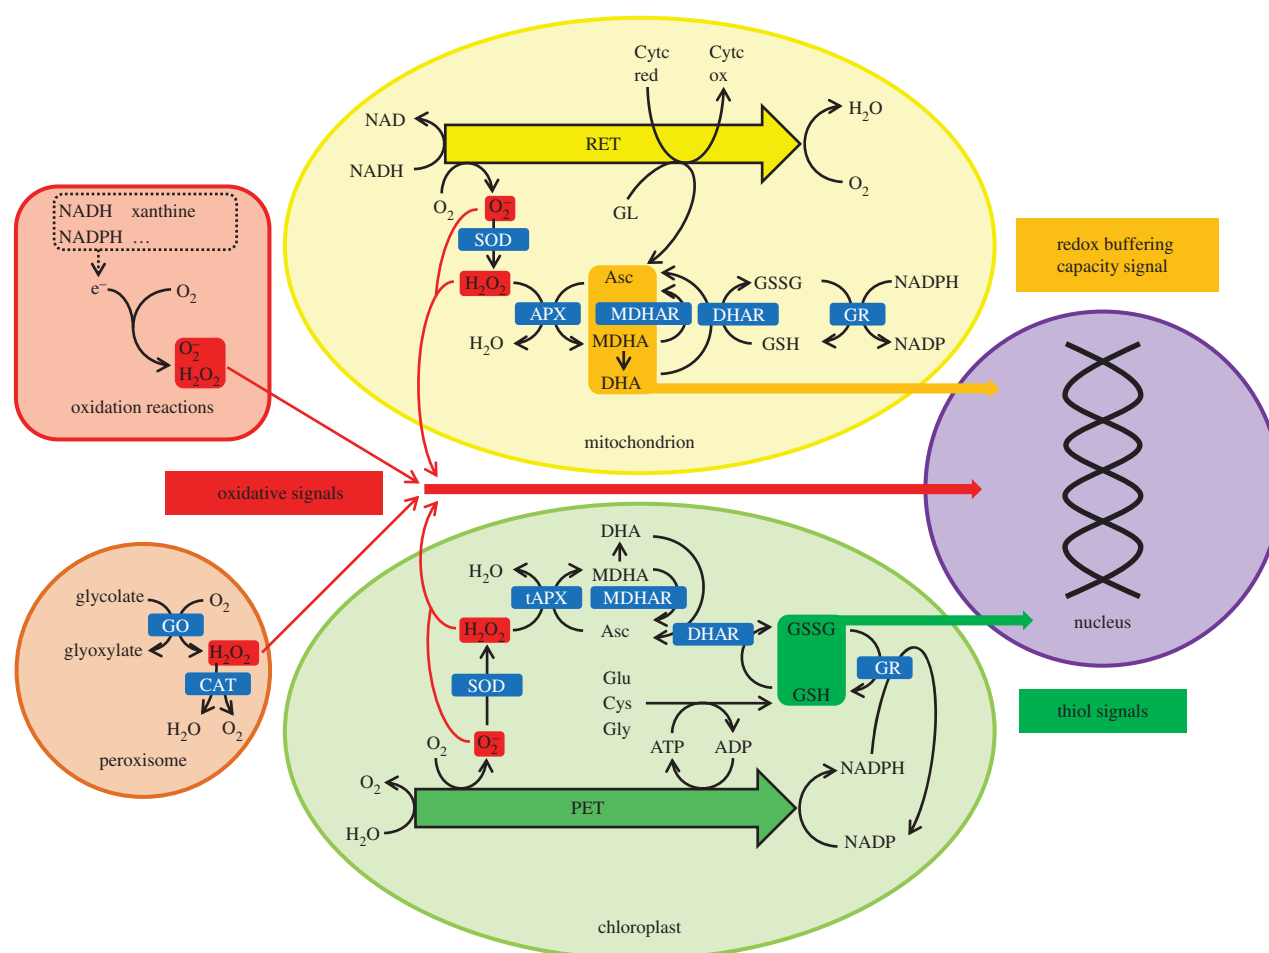 Cytc
red
Cytc
ox
NAD
NADH
RET
H₂O
O₂
O₂
O₂⁻
SOD
H₂O₂
GL
Asc
APX
MDHAR
DHAR
H₂O
MDHA
DHA
GSSG
GSH
GR
NADPH
NADP
mitochondrion
NADH xanthine
NADPH ...
e⁻
O₂
O₂⁻
H₂O₂
oxidation reactions
redox buffering
capacity signal
oxidative signals
nucleus
thiol signals
glycolate
O₂
GO
glyoxylate
H₂O₂
CAT
H₂O
O₂
peroxisome
DHA
H₂O
MDHA
tAPX
MDHAR
H₂O₂
Asc
DHAR
GSSG
GR
GSH
SOD
Glu
Cys
Gly
O₂
O₂⁻
ATP
ADP
NADPH
O₂
H₂O
PET
NADP
chloroplast